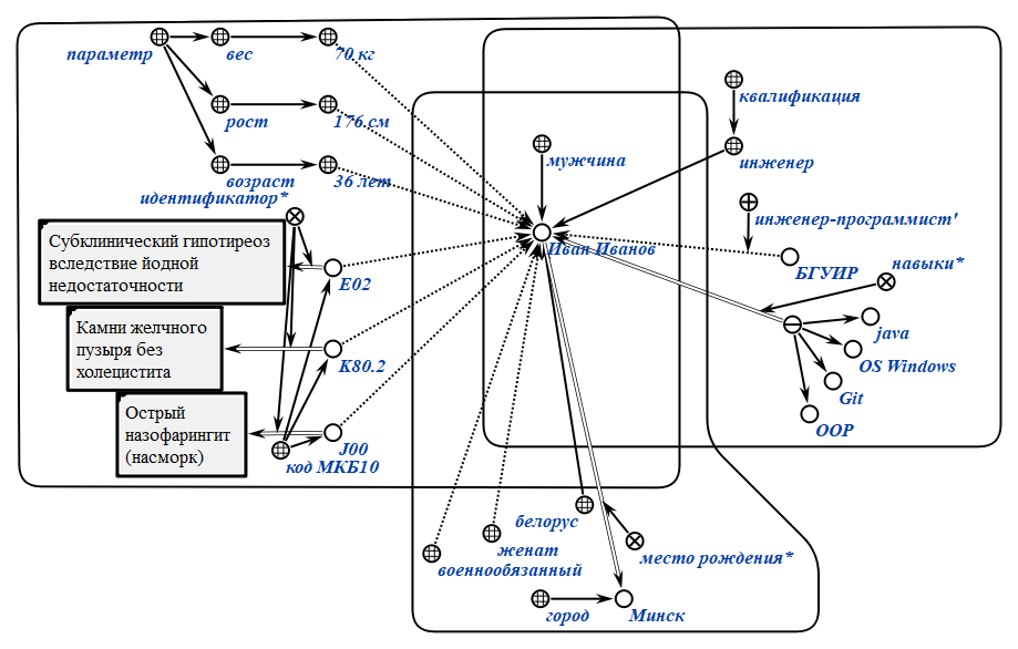 параметр
вес
70 кг
рост
176 см
возраст
36 лет
идентификатор*
Субклинический гипотиреоз
вследствие йодной
недостаточности
E02
Камни желчного
пузыря без
холецистита
K80.2
Острый
назофарингит
(насморк)
J00
код МКБ10
мужчина
Иван Иванов
квалификация
инженер
инженер-программист'
БГУИР
навыки*
java
OS Windows
Git
OOP
белорус
женат
военнообязанный
место рождения*
город
Минск